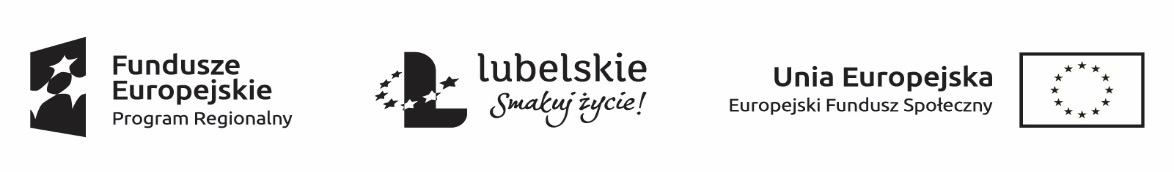 Fundusze
Europejskie
Program Regionalny
lubelskie
Smakuj życie!
Unia Europejska
Europejski Fundusz Społeczny